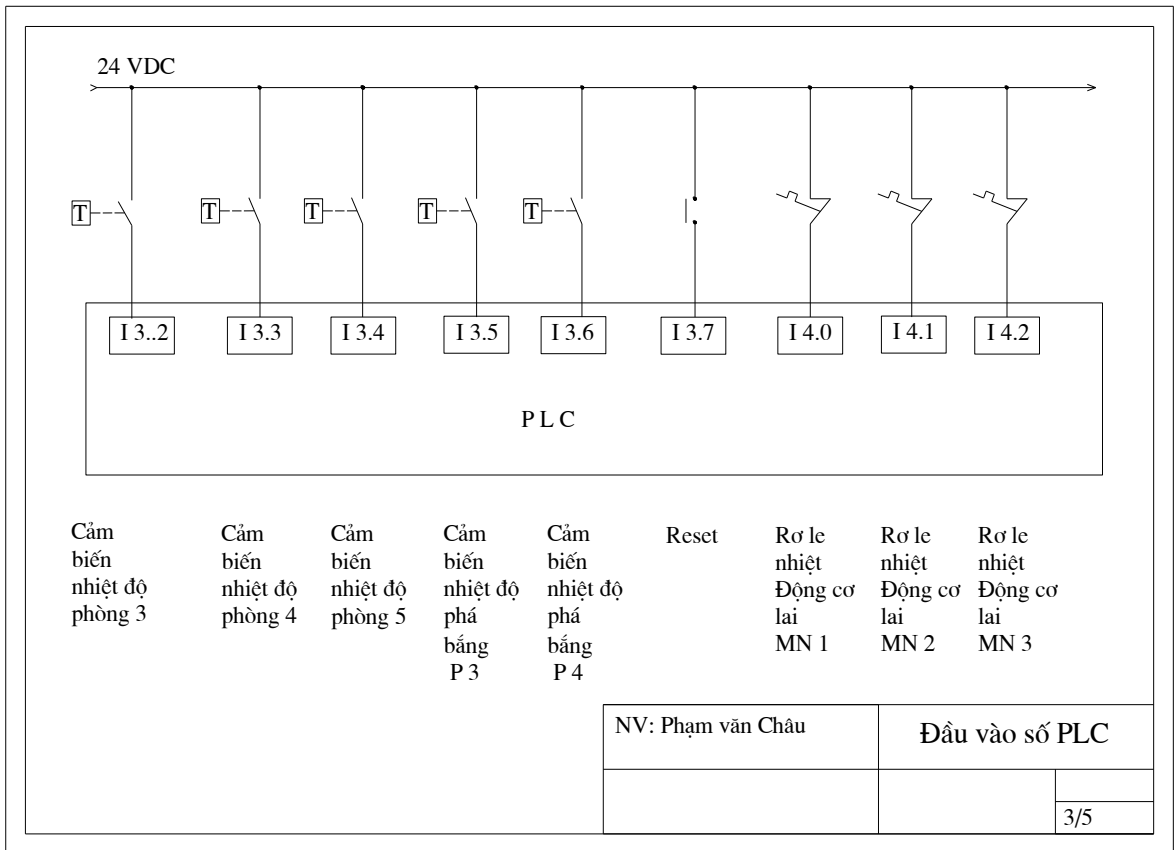 24 VDC
T T T T T
I 3..2 I 3.3 I 3.4 I 3.5 I 3.6 I 3.7 I 4.0 I 4.1 I 4.2
P L C
Cảm
biến
nhiệt độ
phòng 3
Cảm
biến
nhiệt độ
phòng 4
Cảm
biến
nhiệt độ
phòng 5
Cảm
biến
nhiệt độ
phá
bắng
P 3
Cảm
biến
nhiệt độ
phá
bắng
P 4
Reset
Rơ le
nhiệt
Động cơ
lai
MN 1
Rơ le
nhiệt
Động cơ
lai
MN 2
Rơ le
nhiệt
Động cơ
lai
MN 3
NV: Phạm văn Châu
Đầu vào số PLC
3/5